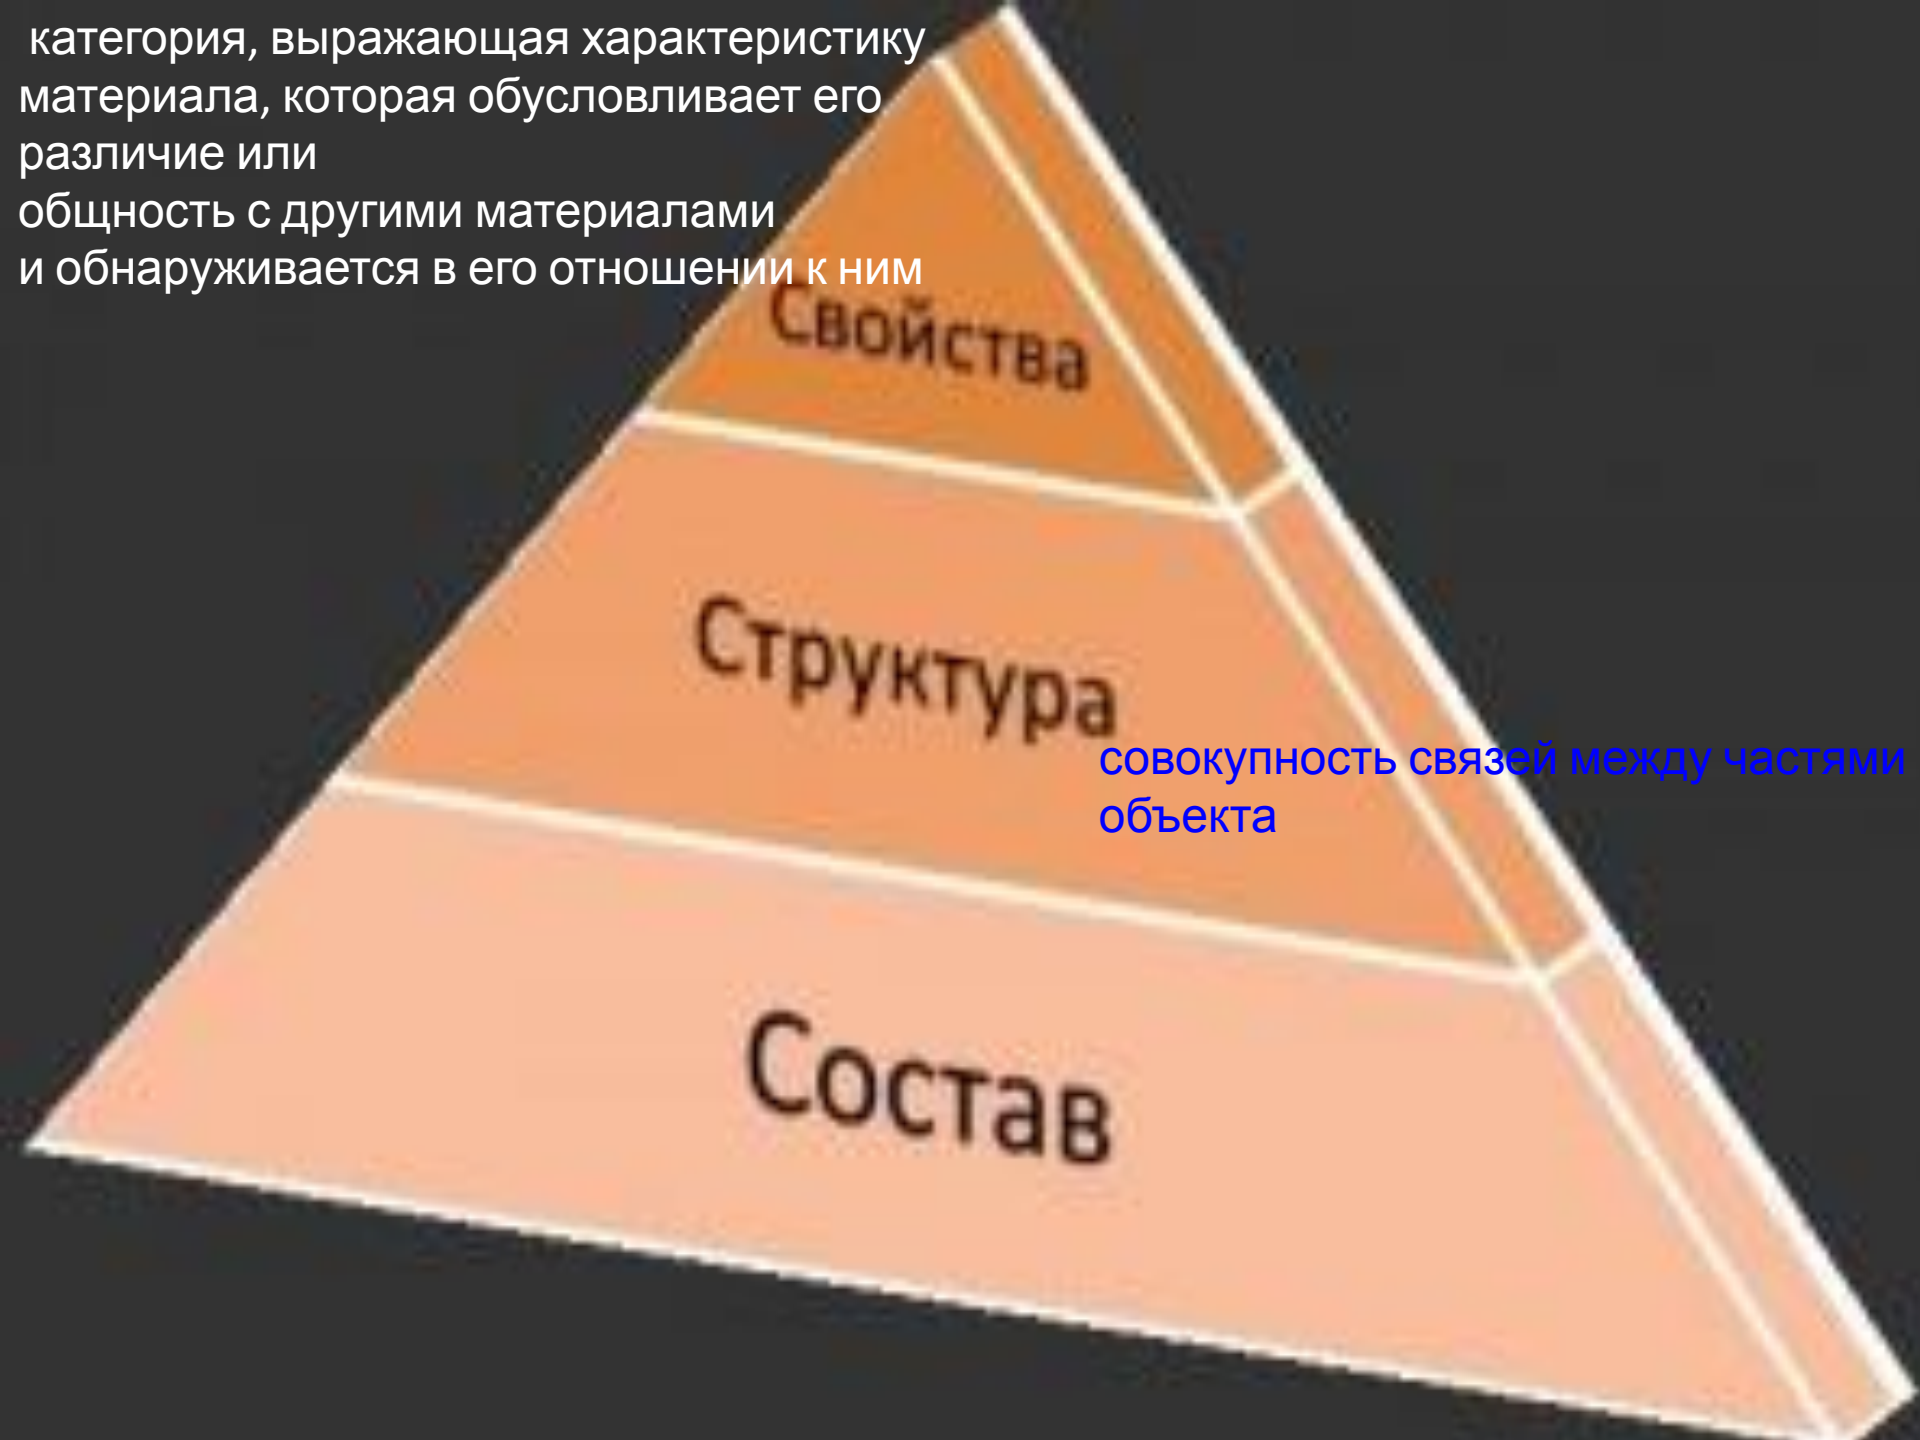 категория, выражающая характеристику
материала, которая обусловливает его
различие или
общность с другими материалами
и обнаруживается в его отношении к ним
Свойства
Структура
совокупность связей между частями
объекта
Состав